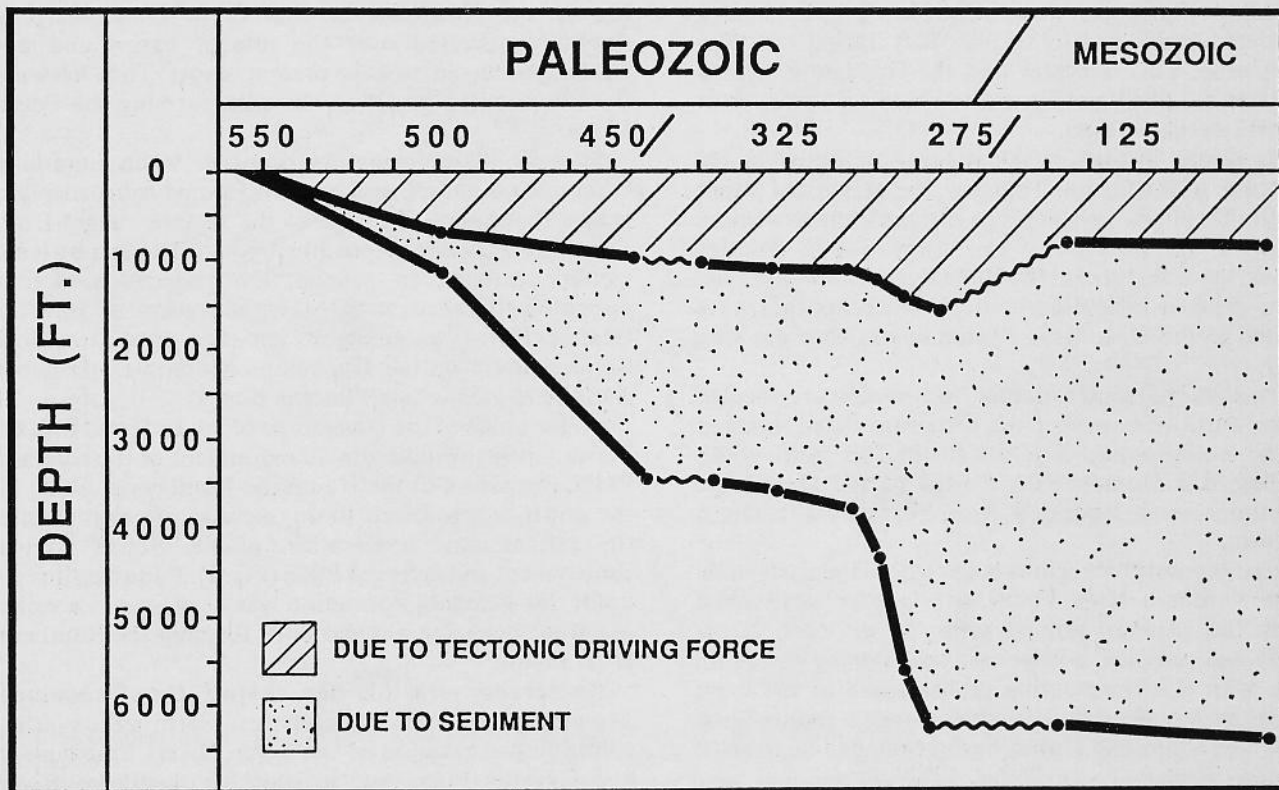 PALEOZOIC / MESOZOIC
550 500 450/ 325 275/ 125
DEPTH (FT.)
0
1000
2000
3000
4000
5000
6000
DUE TO TECTONIC DRIVING FORCE
DUE TO SEDIMENT